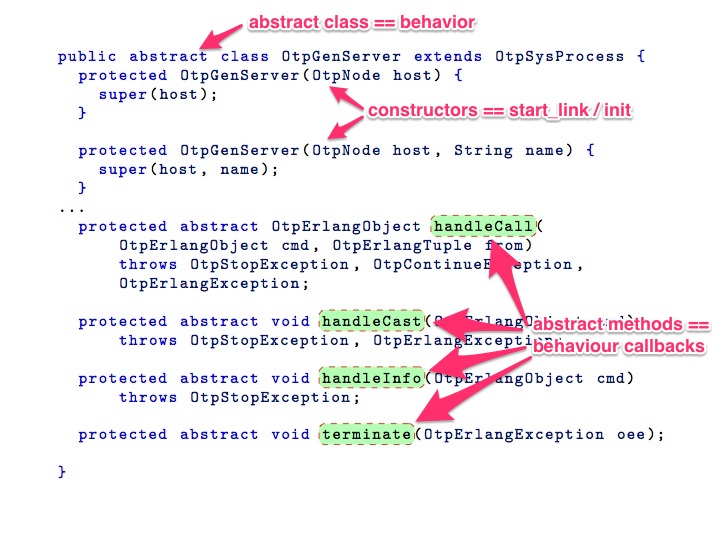 abstract class == behavior
public abstract class OtpGenServer extends OtpSysProcess {
protected OtpGenServer(OtpNode host) {
super(host);
}
constructors == start_link / init
protected OtpGenServer(OtpNode host, String name) {
super(host, name);
}
...
protected abstract OtpErlangObject handleCall(
OtpErlangObject cmd, OtpErlangTuple from)
throws OtpStopException, OtpContinueException,
OtpErlangException;
protected abstract void handleCast(
throws OtpStopException, OtpErlangException;
abstract methods ==
behaviour callbacks
protected abstract void handleInfo(OtpErlangObject cmd)
throws OtpStopException;
protected abstract void terminate(OtpErlangException oee);
}